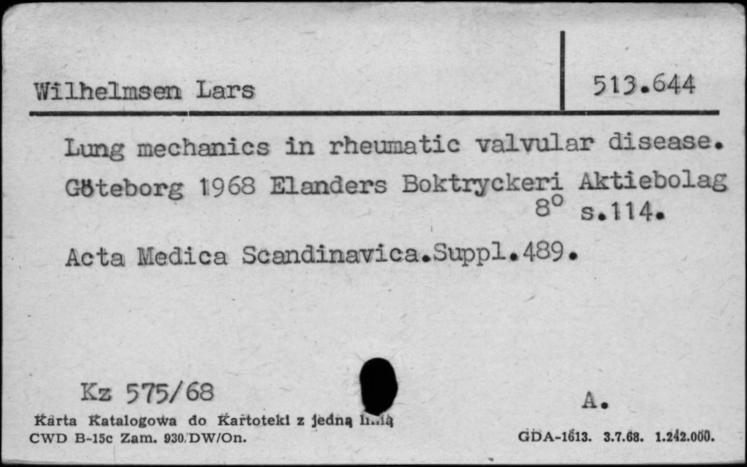 Wilhelmsen Lars 513.644
Lung mechanics in rheumatic valvular disease.
Göteborg 1968 Elanders Boktryckeri Aktiebolag
8° s.114.
Acta Medica Scandinavica.Suppl.489.
Kz 575/68 A.
Karta Katalogowa do Kartoteki z jedną
CWD B-15c Zam. 930/DW/On. GDA-1613. 3.7.68. 1.242.000.